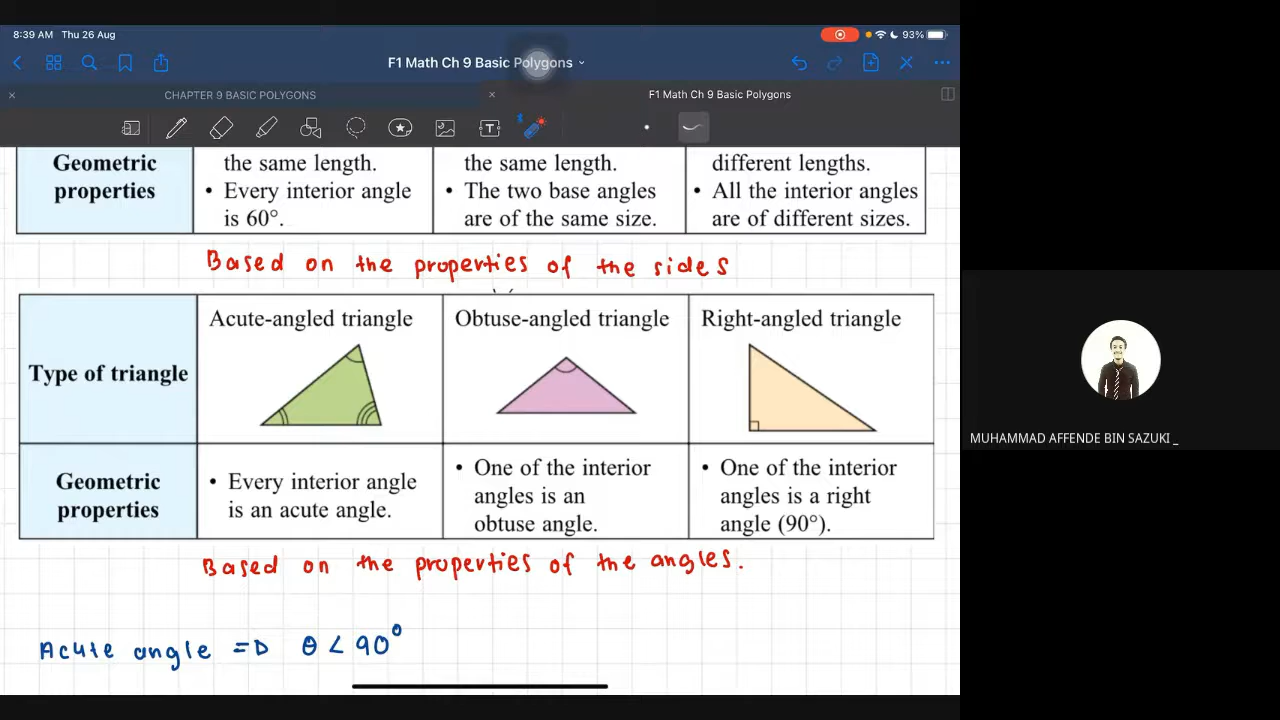 8:39 AM Thu 26 Aug
93%
F1 Math Ch 9 Basic Polygons
CHAPTER 9 BASIC POLYGONS
F1 Math Ch 9 Basic Polygons
T
Geometric properties
the same length.
• Every interior angle
is 60°.
the same length.
• The two base angles
are of the same size.
different lengths.
• All the interior angles
are of different sizes.
Based on the properties of the sides
Type of triangle
Acute-angled triangle
Obtuse-angled triangle
Right-angled triangle
Geometric
properties
• Every interior angle
is an acute angle.
• One of the interior
angles is an
obtuse angle.
• One of the interior
angles is a right
angle (90°).
Based on the properties of the angles.
Acute angle => θ < 90°
MUHAMMAD AFFENDE BIN SAZUKI _